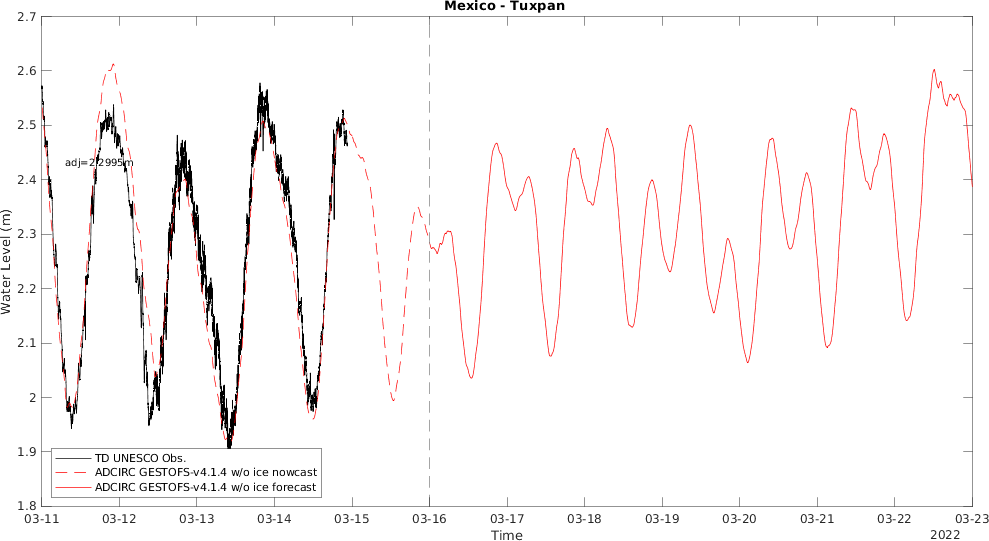 Mexico - Tuxpan
2.7
2.6
2.5
2.4
2.3
2.2
2.1
2
1.9
1.8
Water Level (m)
adj=2.2995m
TD UNESCO Obs.
ADCIRC GESTOFS-v4.1.4 w/o ice nowcast
ADCIRC GESTOFS-v4.1.4 w/o ice forecast
03-11 03-12 03-13 03-14 03-15 03-16 03-17 03-18 03-19 03-20 03-21 03-22 03-23
Time
2022